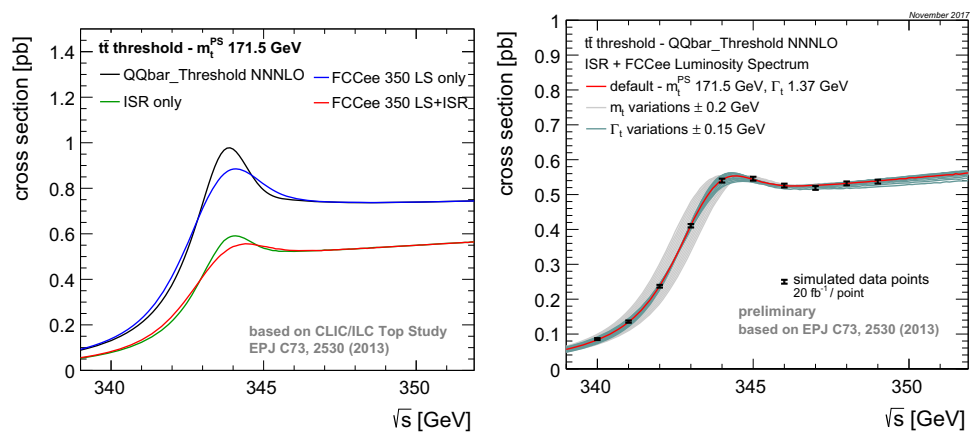 tt̄ threshold - m_t^PS 171.5 GeV
QQbar_Threshold NNNLO
FCCee 350 LS only
ISR only
FCCee 350 LS+ISR
cross section [pb]
1.4
1.2
1
0.8
0.6
0.4
0.2
0
based on CLIC/ILC Top Study
EPJ C73, 2530 (2013)
340
345
350
√s [GeV]
November 2017
tt̄ threshold - QQbar_Threshold NNNLO
ISR + FCCee Luminosity Spectrum
default - m_t^PS 171.5 GeV, Γ_t 1.37 GeV
m_t variations ± 0.2 GeV
Γ_t variations ± 0.15 GeV
cross section [pb]
1
0.9
0.8
0.7
0.6
0.5
0.4
0.3
0.2
0.1
0
simulated data points
20 fb⁻¹ / point
preliminary
based on EPJ C73, 2530 (2013)
340
345
350
√s [GeV]